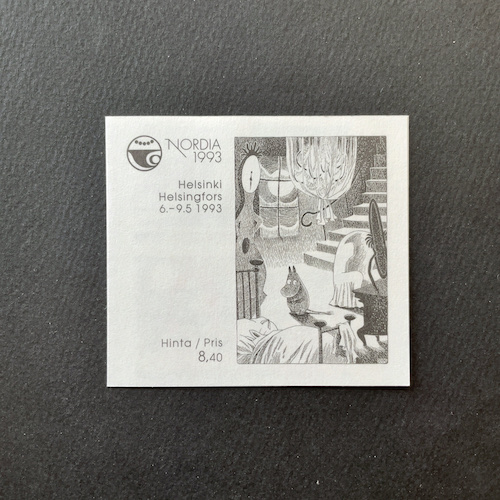 NORDIA
1993
Helsinki
Helsingfors
6.–9.5 1993
Hinta / Pris
8,40